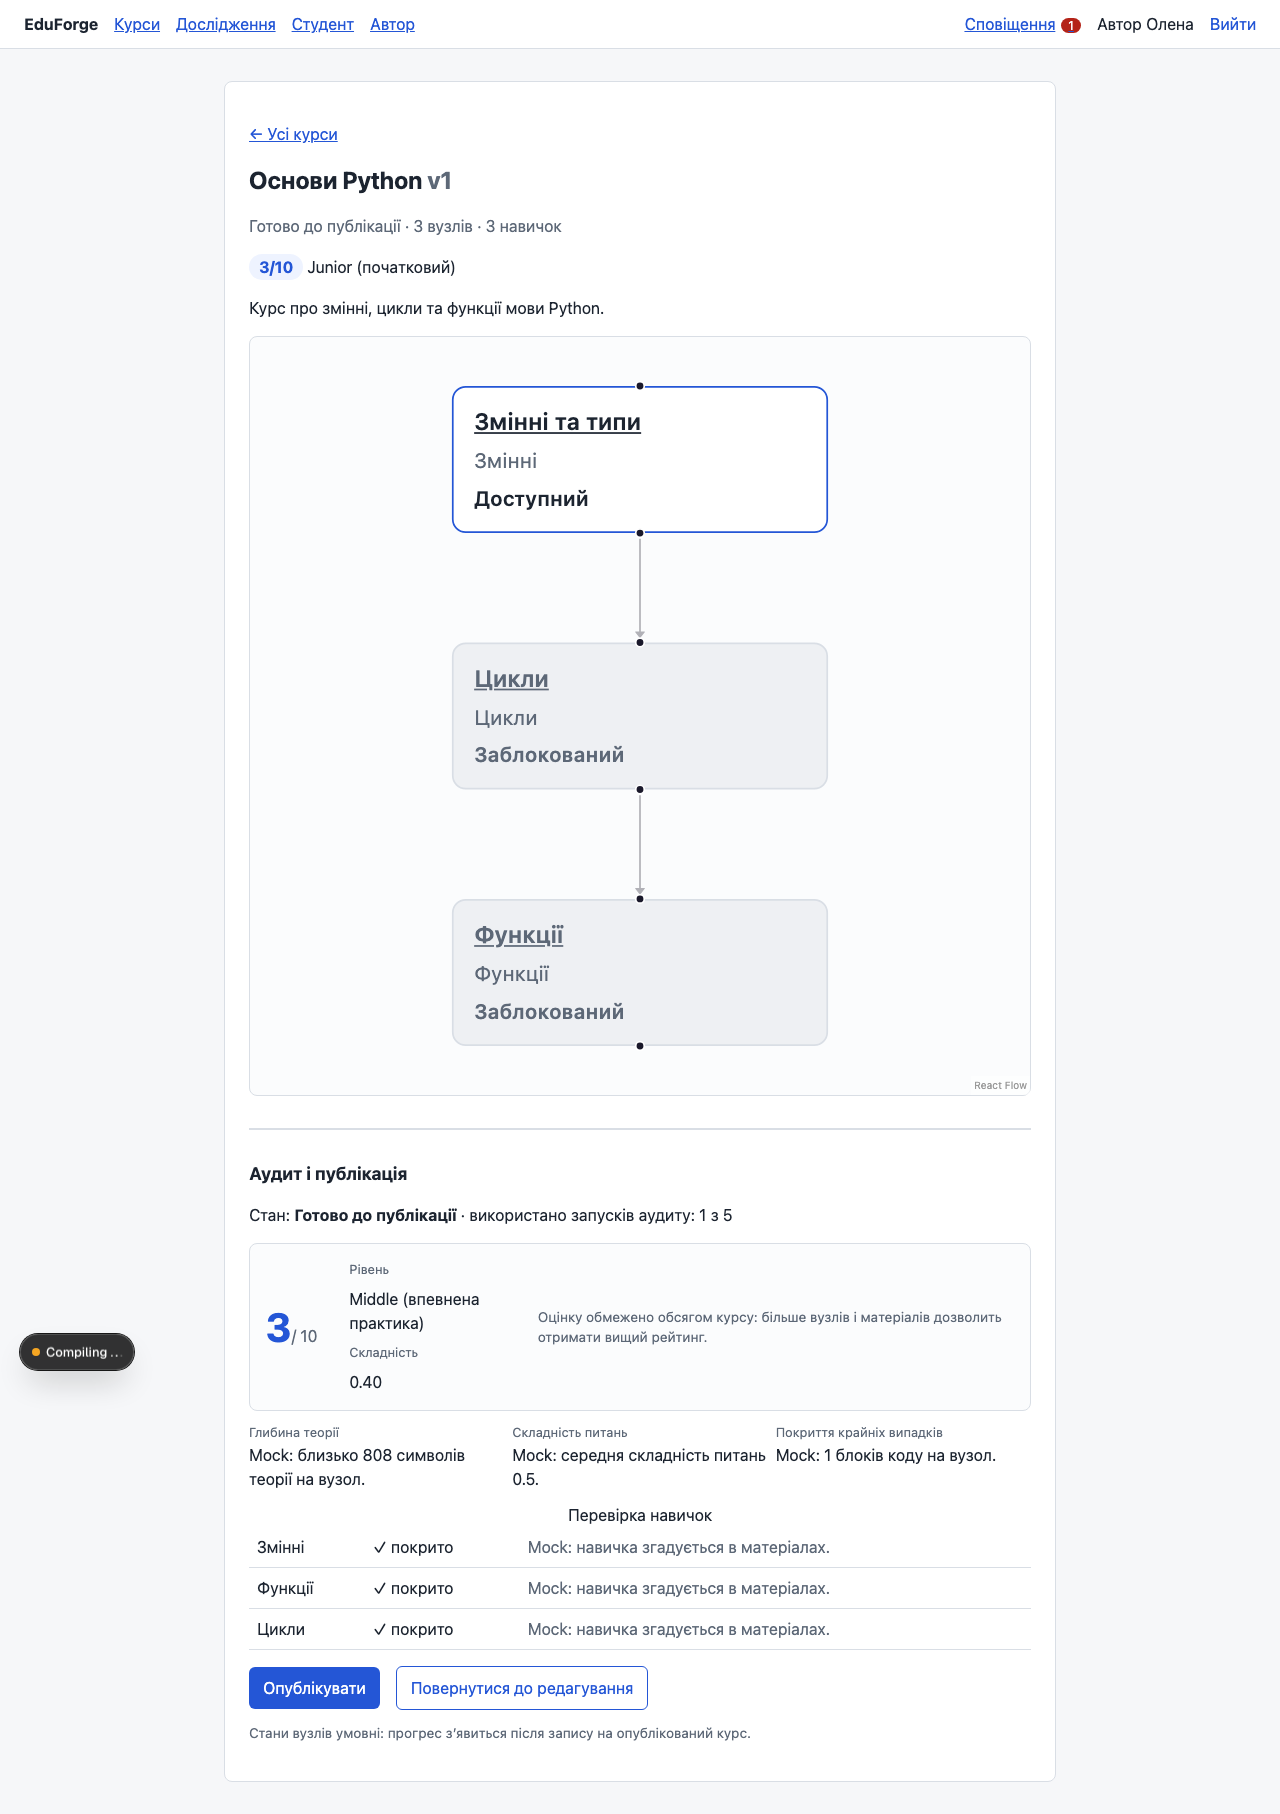 EduForge Курси Дослідження Студент Автор Сповіщення 1 Автор Олена Вийти
← Усі курси
Основи Python v1
Готово до публікації · 3 вузлів · 3 навичок
3/10 Junior (початковий)
Курс про змінні, цикли та функції мови Python.
Змінні та типи
Змінні
Доступний
Цикли
Цикли
Заблокований
Функції
Функції
Заблокований
React Flow
Аудит і публікація
Стан: Готово до публікації · використано запусків аудиту: 1 з 5
3/ 10
Рівень
Middle (впевнена
практика)
Складність
0.40
Оцінку обмежено обсягом курсу: більше вузлів і матеріалів дозволить
отримати вищий рейтинг.
Compiling ...
Глибина теорії
Mock: близько 808 символів
теорії на вузол.
Складність питань
Mock: середня складність питань
0.5.
Покриття крайніх випадків
Mock: 1 блоків коду на вузол.
Перевірка навичок
Змінні ✓ покрито Mock: навичка згадується в матеріалах.
Функції ✓ покрито Mock: навичка згадується в матеріалах.
Цикли ✓ покрито Mock: навичка згадується в матеріалах.
Опублікувати Повернутися до редагування
Стани вузлів умовні: прогрес з’явиться після запису на опублікований курс.